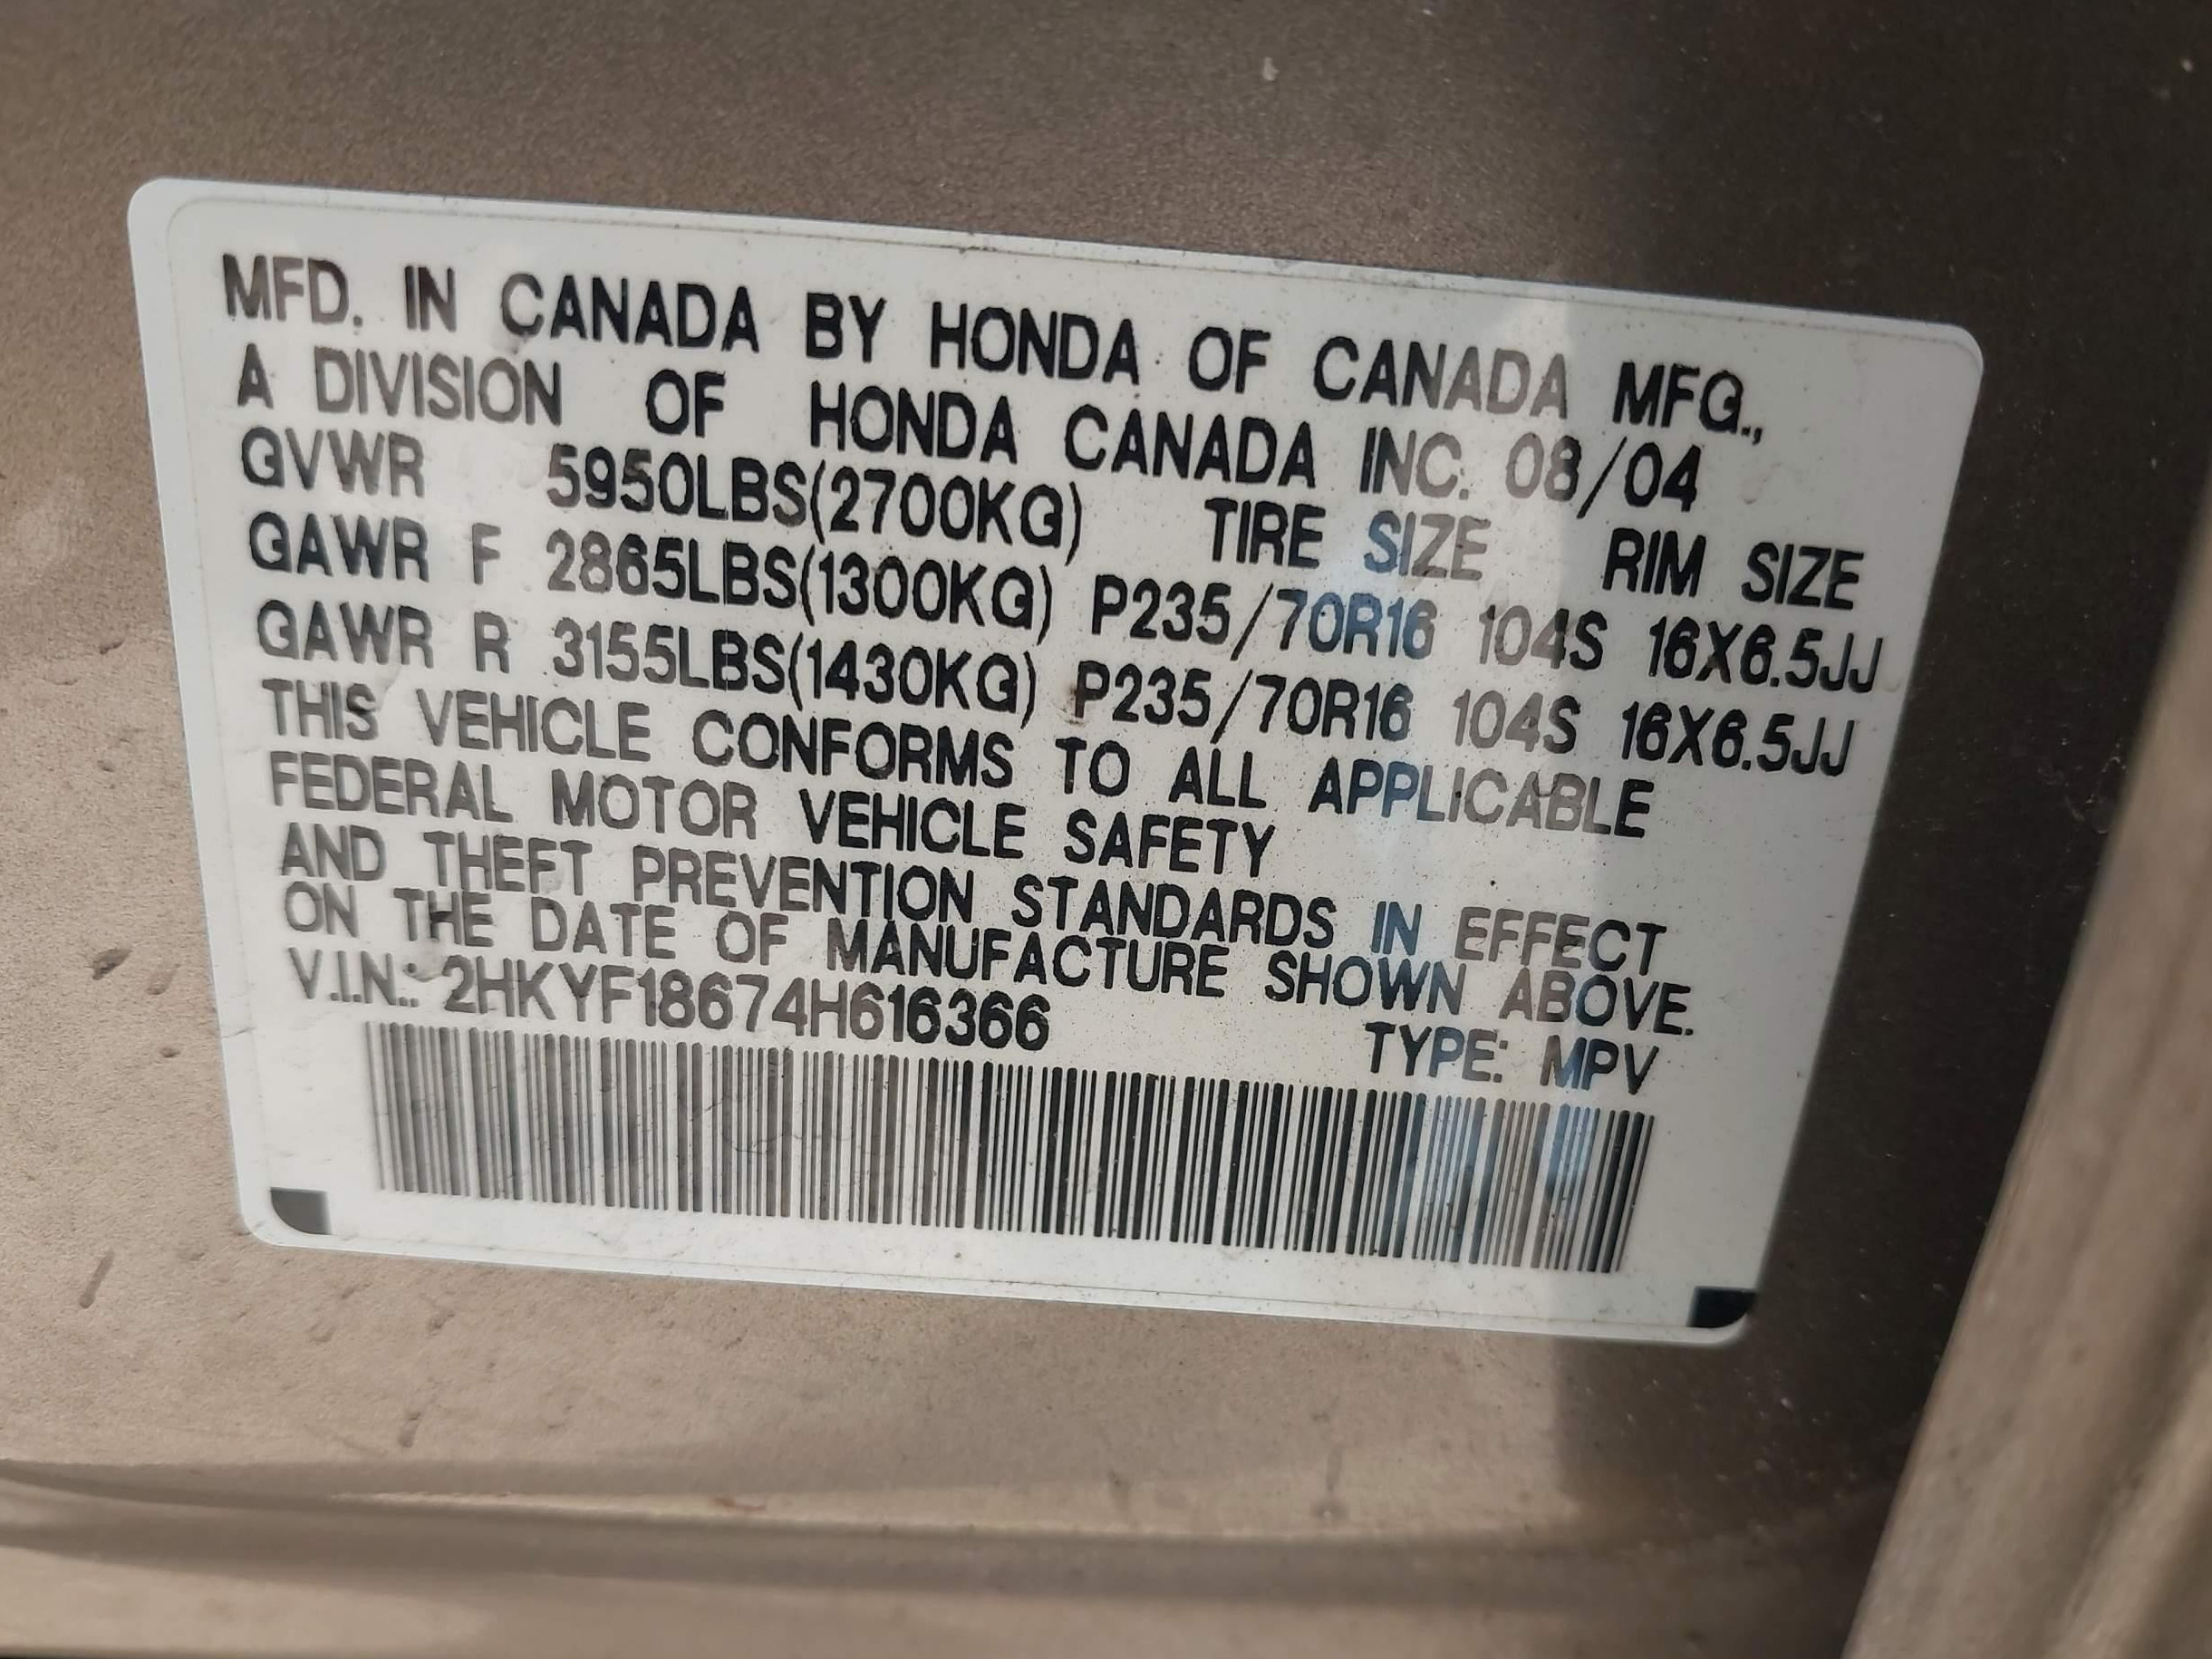 MFD. IN CANADA BY HONDA OF CANADA MFG.,
A DIVISION OF HONDA CANADA INC. 08/04
GVWR 5950LBS(2700KG) TIRE SIZE RIM SIZE
GAWR F 2865LBS(1300KG) P235/70R16 104S 16X6.5JJ
GAWR R 3155LBS(1430KG) P235/70R16 104S 16X6.5JJ
THIS VEHICLE CONFORMS TO ALL APPLICABLE
FEDERAL MOTOR VEHICLE SAFETY
AND THEFT PREVENTION STANDARDS IN EFFECT
ON THE DATE OF MANUFACTURE SHOWN ABOVE.
V.I.N.: 2HKYF18674H616366 TYPE: MPV